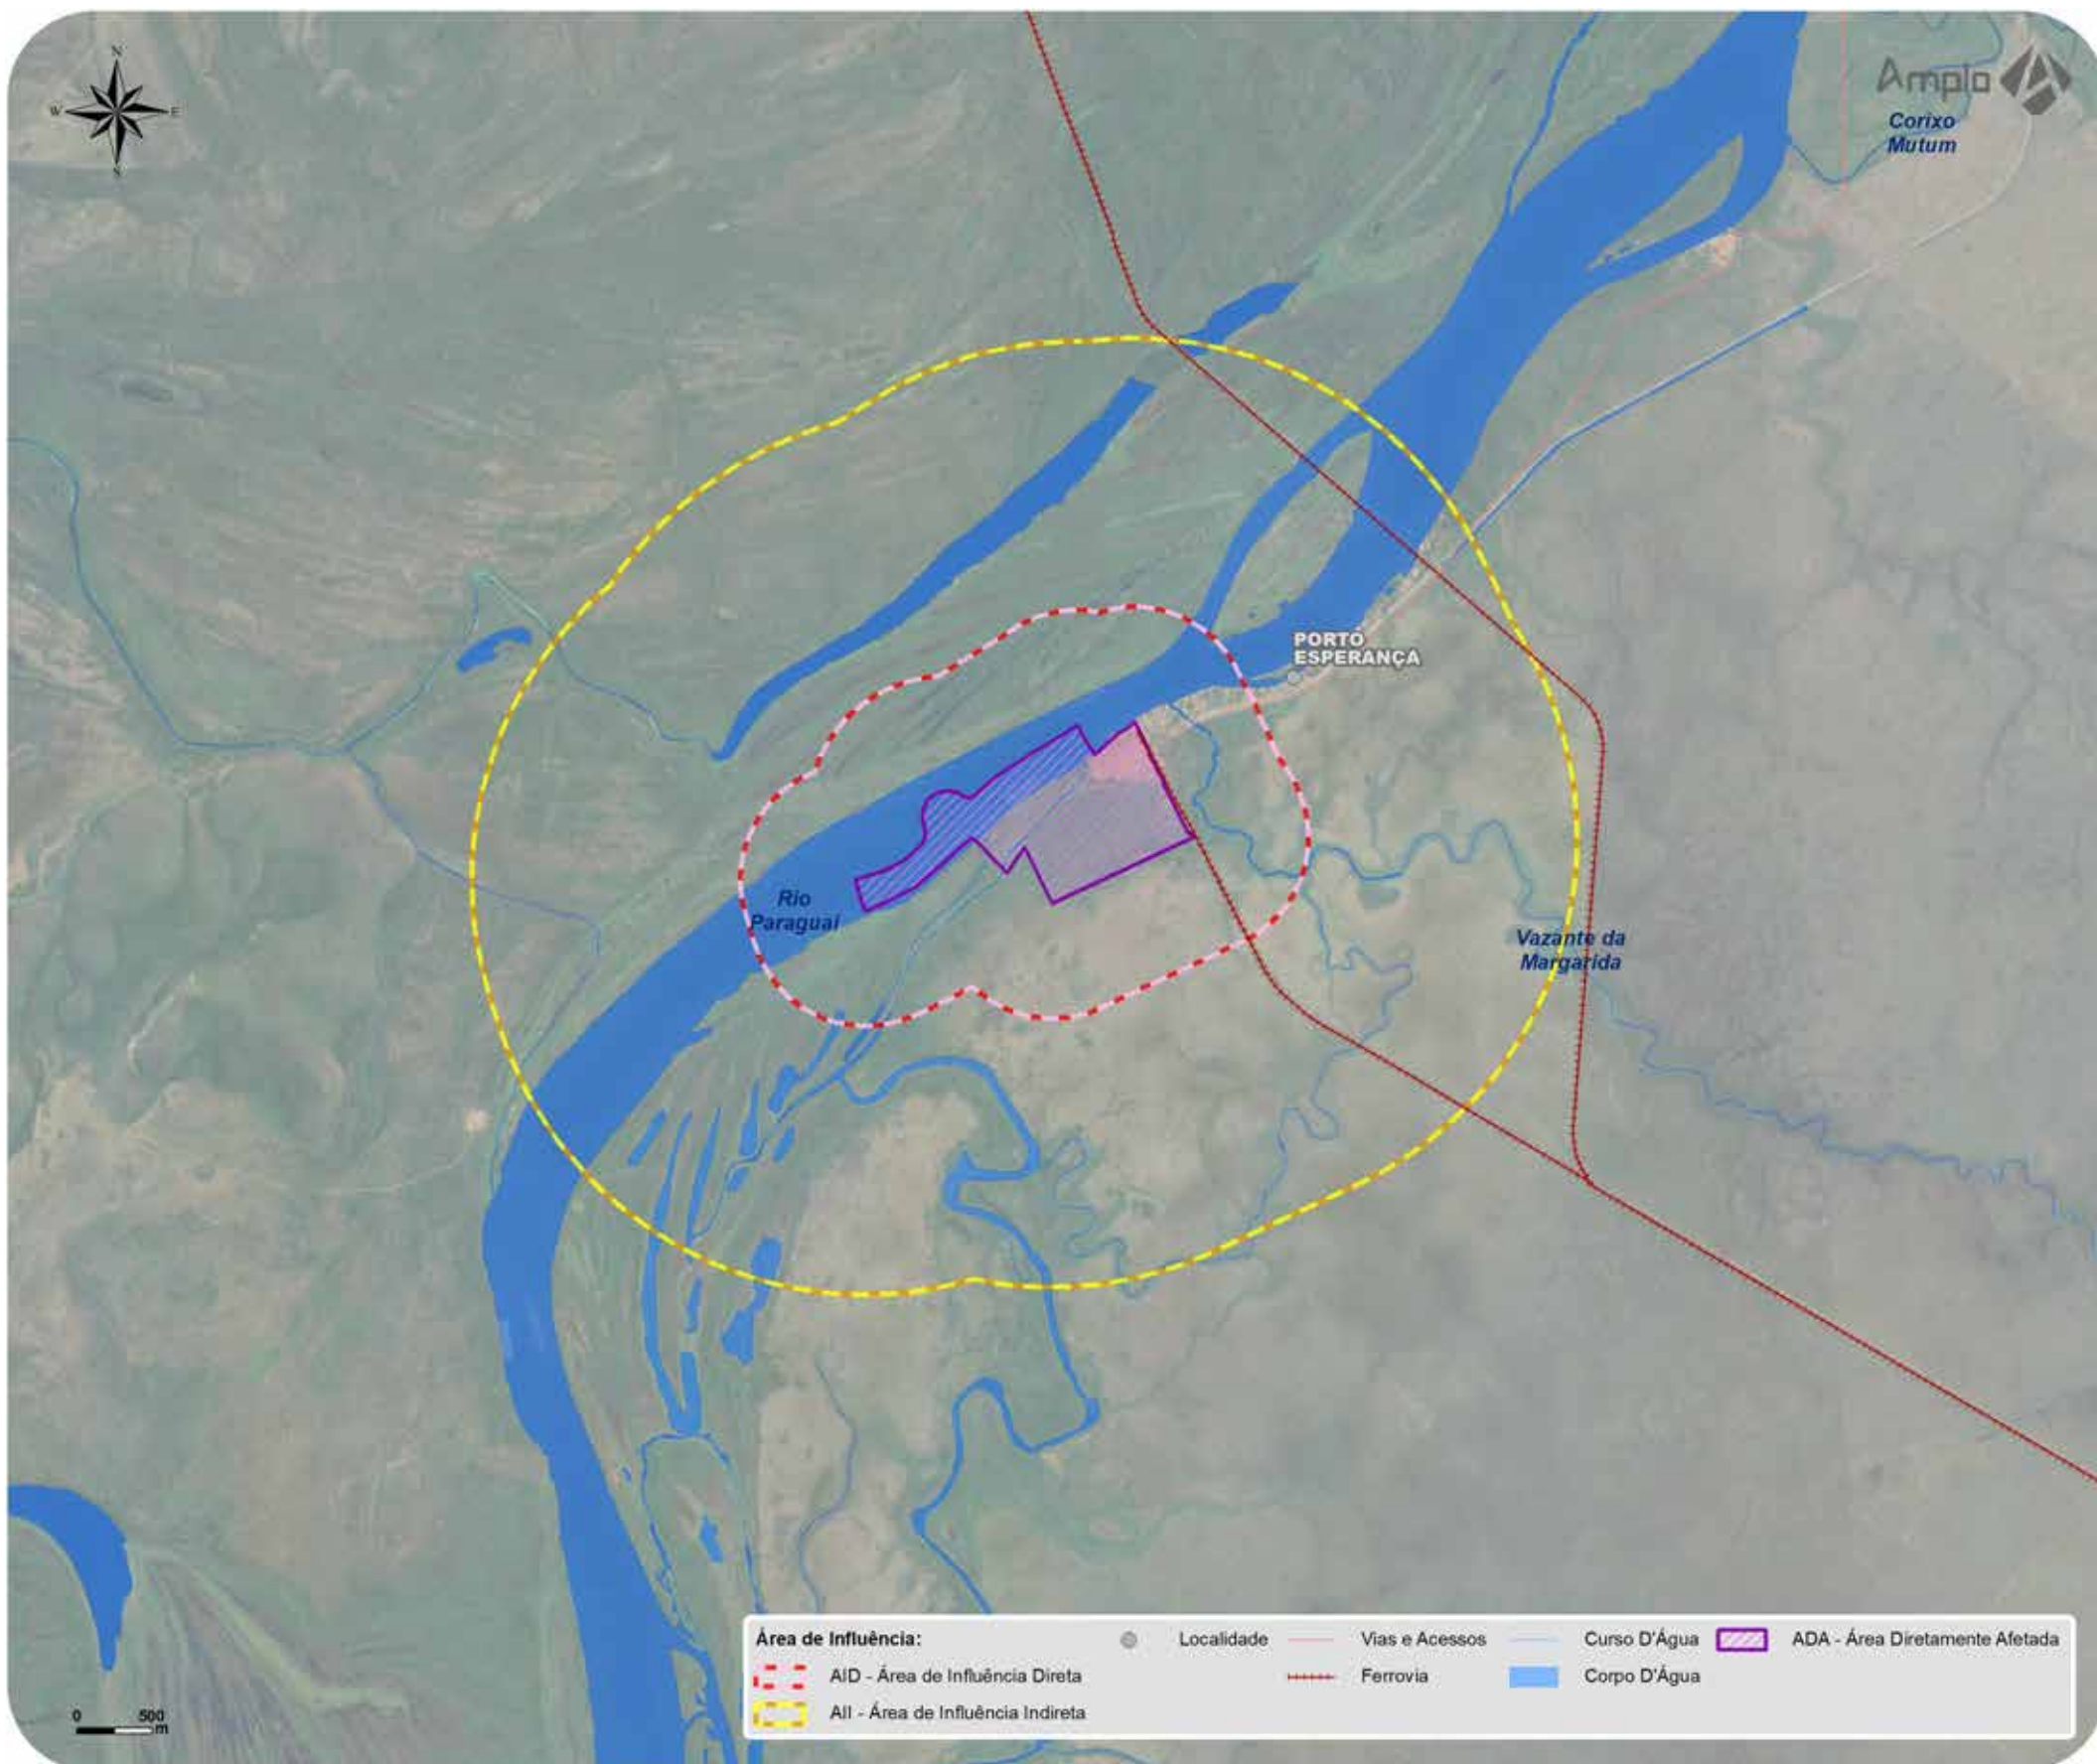 N
W
E
Amplo
Corixo
Mutum
PORTO
ESPERANÇA
Rio
Paraguai
Vazante da
Margarida
Área de Influência:
Localidade
Vias e Acessos
Curso D'Água
ADA - Área Diretamente Afetada
AID - Área de Influência Direta
Ferrovia
Corpo D'Água
AII - Área de Influência Indireta
0 500
m